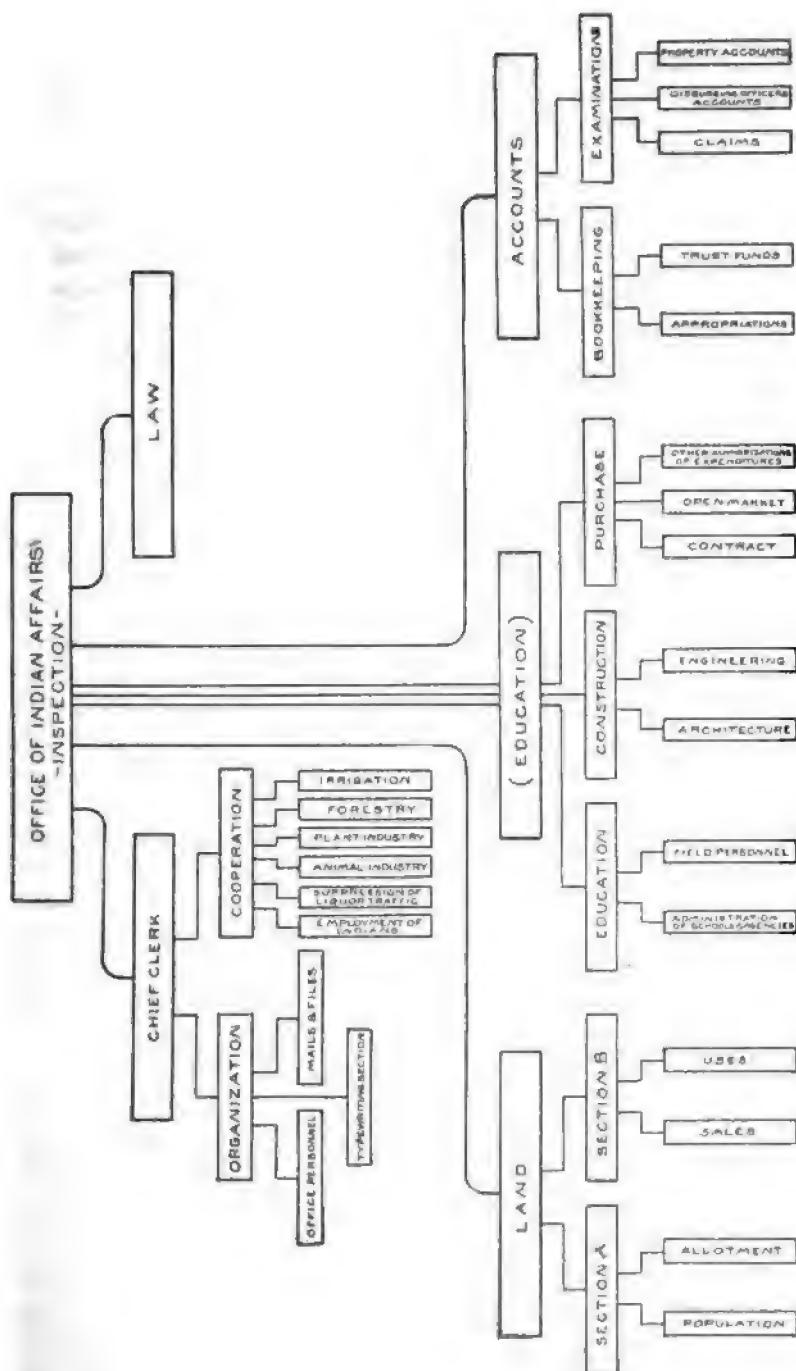 OFFICE OF INDIAN AFFAIRS
-INSPECTION-
CHIEF CLERK
LAW
ORGANIZATION
COOPERATION
OFFICE PERSONNEL
TYPEWRITING SECTION
MAILS & FILES
EMPLOYMENT OF
INDIANS
SUPPRESSION OF
LIQUOR TRAFFIC
ANIMAL INDUSTRY
PLANT INDUSTRY
FORESTRY
IRRIGATION
LAND
(EDUCATION)
ACCOUNTS
SECTION A
SECTION B
EDUCATION
CONSTRUCTION
PURCHASE
BOOKKEEPING
EXAMINATIONS
POPULATION
ALLOTMENT
SALES
USES
ADMINISTRATION
OF SCHOOLS & AGENCIES
FIELD PERSONNEL
ARCHITECTURE
ENGINEERING
CONTRACT
OPEN MARKET
OTHER AUTHORIZATIONS
OF EXPENDITURES
APPROPRIATIONS
TRUST FUNDS
CLAIMS
DISBURSING OFFICERS
ACCOUNTS
PROPERTY ACCOUNTS